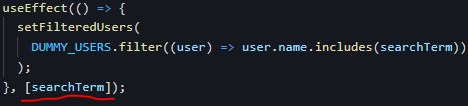 useEffect(() => {
  setFilteredUsers(
    DUMMY_USERS.filter((user) => user.name.includes(searchTerm))
  );
}, [searchTerm]);